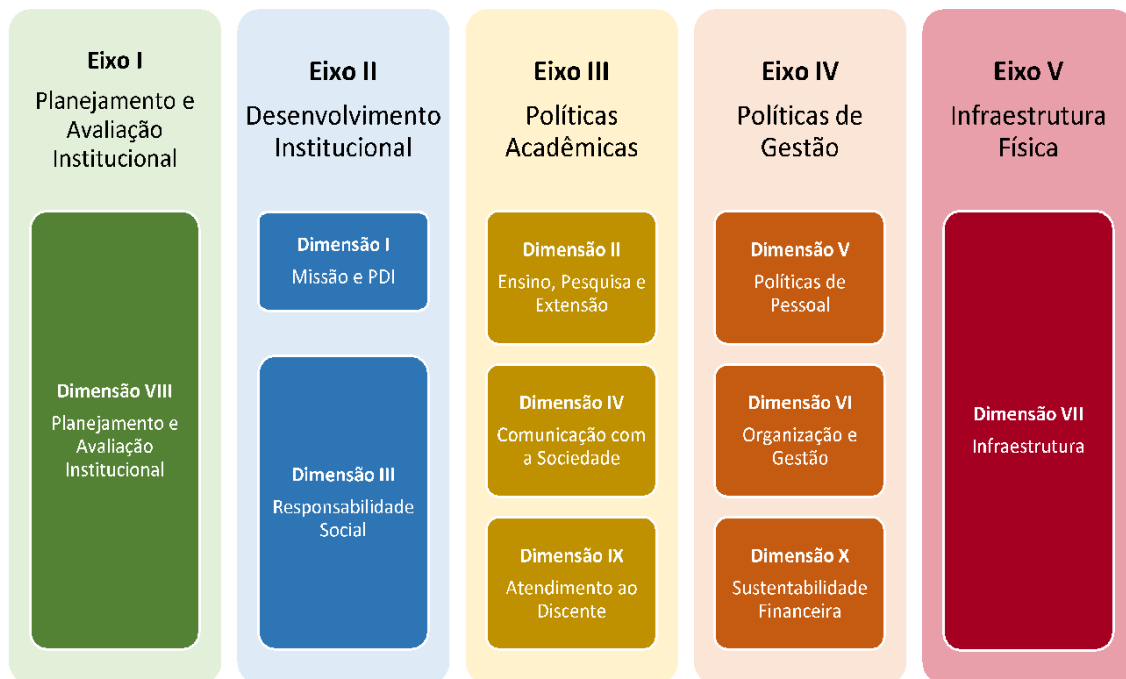 Eixo I
Planejamento e
Avaliação
Institucional
Dimensão VIII
Planejamento e
Avaliação
Institucional
Eixo II
Desenvolvimento
Institucional
Dimensão I
Missão e PDI
Dimensão III
Responsabilidade
Social
Eixo III
Políticas
Acadêmicas
Dimensão II
Ensino, Pesquisa e
Extensão
Dimensão IV
Comunicação com
a Sociedade
Dimensão IX
Atendimento ao
Discente
Eixo IV
Políticas de
Gestão
Dimensão V
Políticas de
Pessoal
Dimensão VI
Organização e
Gestão
Dimensão X
Sustentabilidade
Financeira
Eixo V
Infraestrutura
Física
Dimensão VII
Infraestrutura